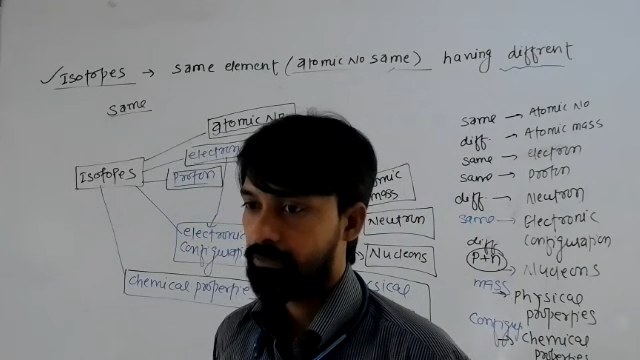 ✓ Isotopes → same element (atomic No same) having diffrent
same
atomic No
electron
Isotopes
Proton
mass
Neutron
electronic
configuration
Nucleons
chemical properties
same → Atomic No
diff → Atomic mass
same → electron
same → Proton
diff → Neutron
same → Electronic
configuration
diff
P+n → Nucleons
mass → physical
properties
→ chemical
properties